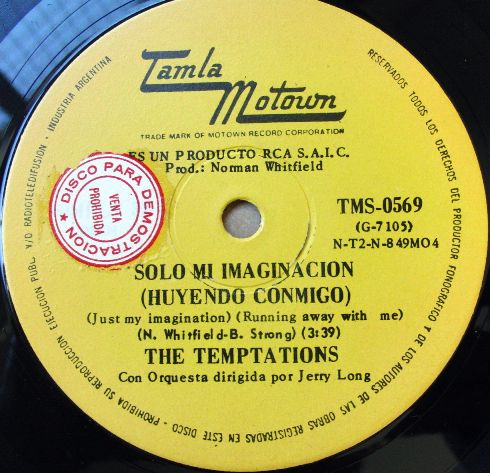 Tamla
Motown
TRADE MARK OF MOTOWN RECORD CORPORATION
ES UN PRODUCTO RCA S.A.I.C.
Prod.: Norman Whitfield
DISCO PARA DEMOSTRACION
VENTA
PROHIBIDA
TMS-0569
(G-7105)
N-T2-N-849MO4
SOLO MI IMAGINACION
(HUYENDO CONMIGO)
(Just my imagination) (Running away with me)
(N. Whitfield-B. Strong) (3:39)
THE TEMPTATIONS
Con Orquesta dirigida por Jerry Long
RESERVADOS TODOS LOS DERECHOS DEL PRODUCTOR FONOGRAFICO Y DE LOS AUTORES DE LAS OBRAS REGISTRADAS EN ESTE DISCO - PROHIBIDA SU REPRODUCCION EJECUCION PUBL. Y/O RADIOTELEDIFUSION - INDUSTRIA ARGENTINA